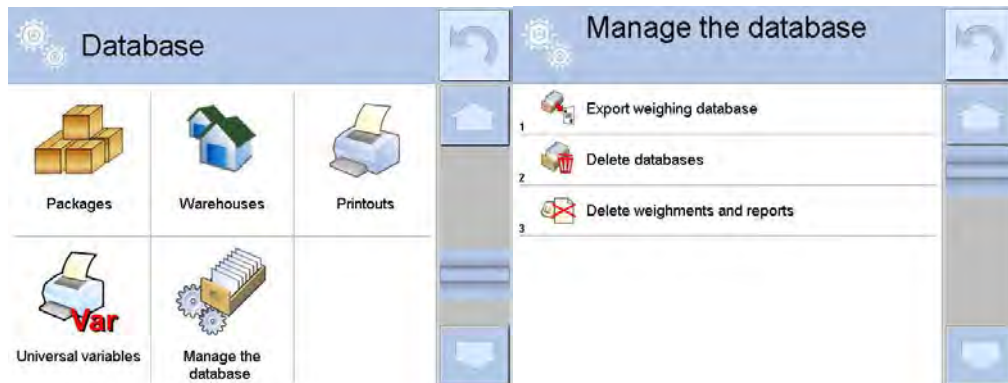 Database
Packages
Warehouses
Printouts
Var
Universal variables
Manage the
database
Manage the database
1 Export weighing database
2 Delete databases
3 Delete weighments and reports